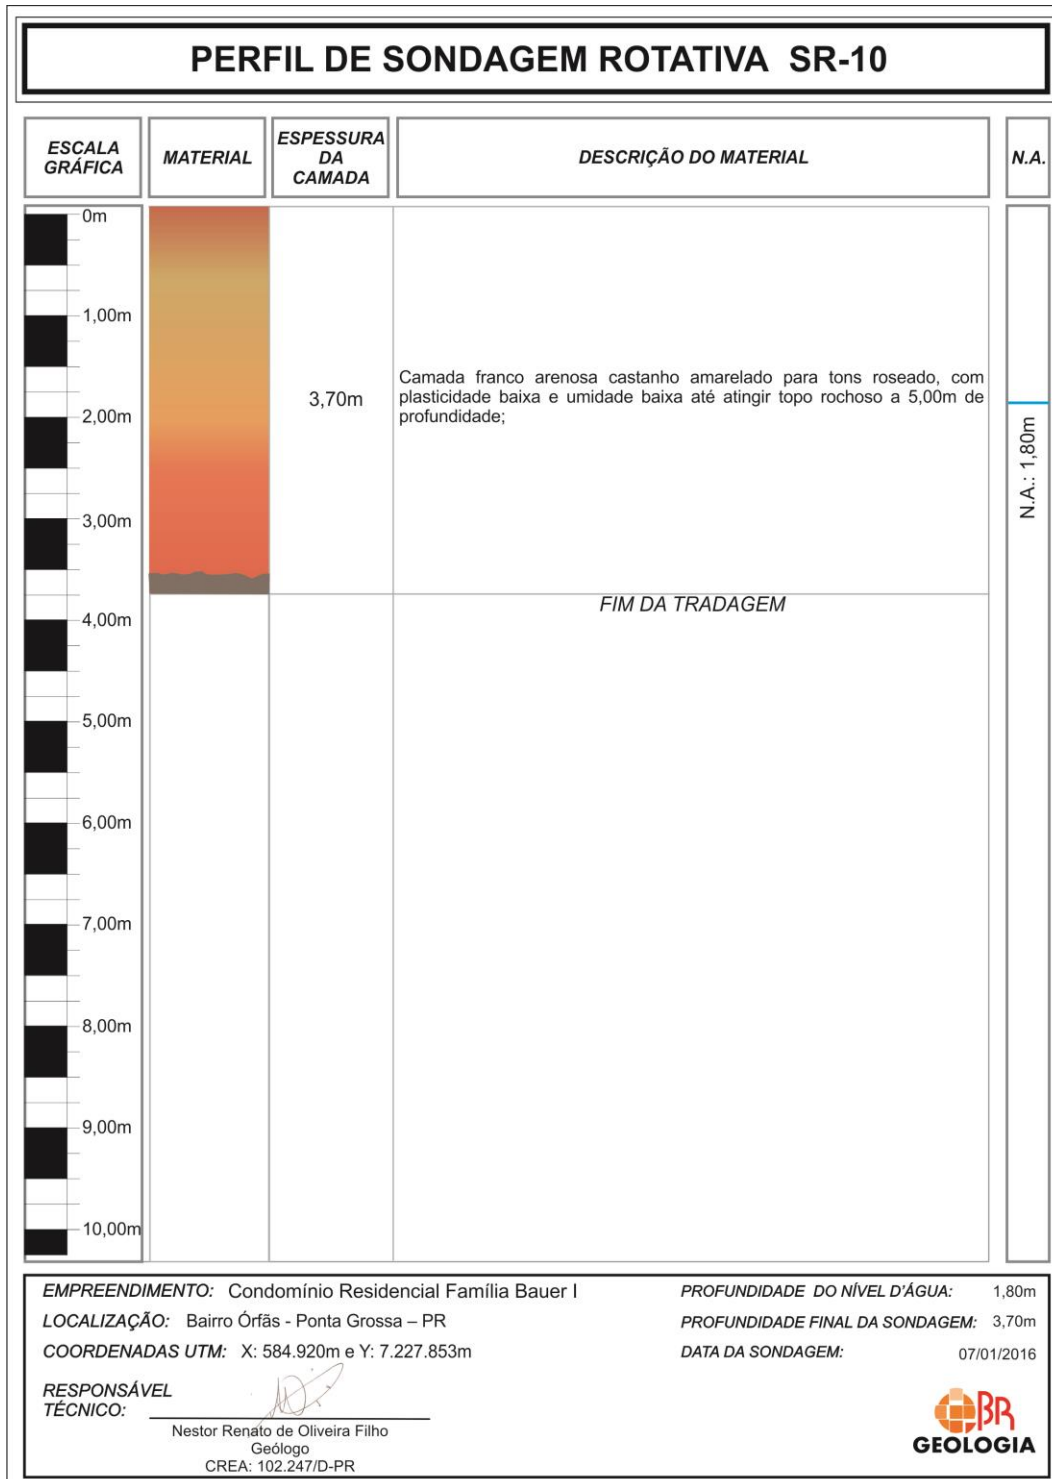 PERFIL DE SONDAGEM ROTATIVA SR-10
ESCALA
GRÁFICA
MATERIAL
ESPESSURA
DA
CAMADA
DESCRIÇÃO DO MATERIAL
N.A.
0m
1,00m
2,00m
3,00m
4,00m
5,00m
6,00m
7,00m
8,00m
9,00m
10,00m
3,70m
Camada franco arenosa castanho amarelado para tons roseado, com
plasticidade baixa e umidade baixa até atingir topo rochoso a 5,00m de
profundidade;
FIM DA TRADAGEM
N.A.: 1,80m
EMPREENDIMENTO: Condomínio Residencial Família Bauer I
LOCALIZAÇÃO: Bairro Órfãs - Ponta Grossa – PR
COORDENADAS UTM: X: 584.920m e Y: 7.227.853m
RESPONSÁVEL
TÉCNICO:
Nestor Renato de Oliveira Filho
Geólogo
CREA: 102.247/D-PR
PROFUNDIDADE DO NÍVEL D'ÁGUA: 1,80m
PROFUNDIDADE FINAL DA SONDAGEM: 3,70m
DATA DA SONDAGEM: 07/01/2016
BR
GEOLOGIA